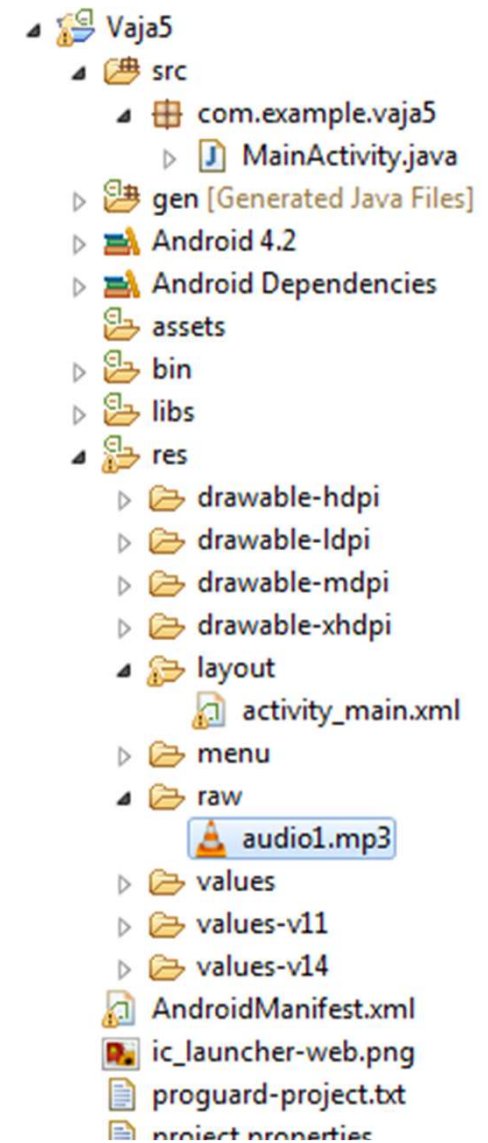 Vaja5
src
com.example.vaja5
MainActivity.java
gen [Generated Java Files]
Android 4.2
Android Dependencies
assets
bin
libs
res
drawable-hdpi
drawable-ldpi
drawable-mdpi
drawable-xhdpi
layout
activity_main.xml
menu
raw
audio1.mp3
values
values-v11
values-v14
AndroidManifest.xml
ic_launcher-web.png
proguard-project.txt
project.properties